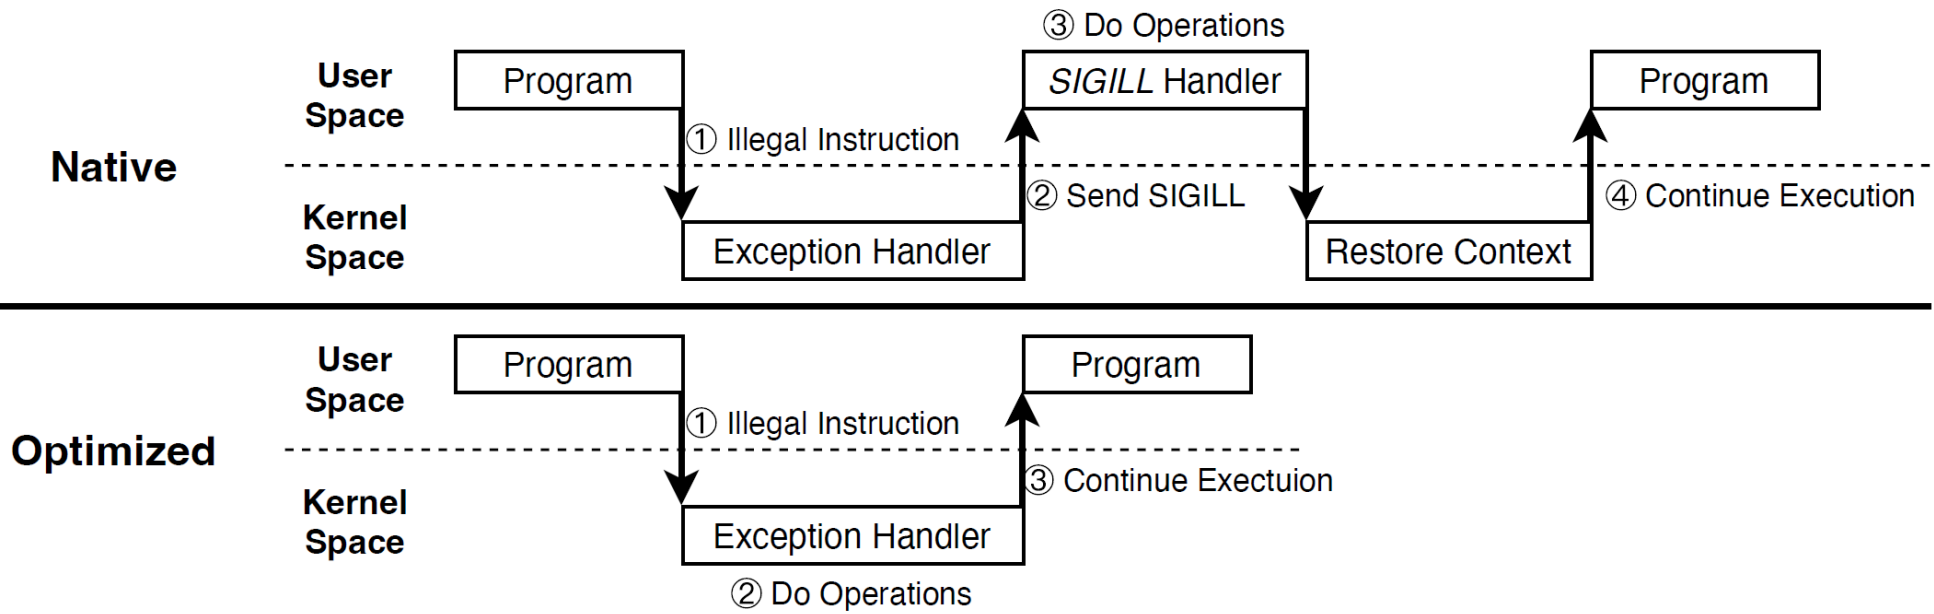 ③ Do Operations
User
Space
Program
SIGILL Handler
Program
① Illegal Instruction
Native
② Send SIGILL
④ Continue Execution
Kernel
Space
Exception Handler
Restore Context
User
Space
Program
Program
① Illegal Instruction
Optimized
③ Continue Exectuion
Kernel
Space
Exception Handler
② Do Operations